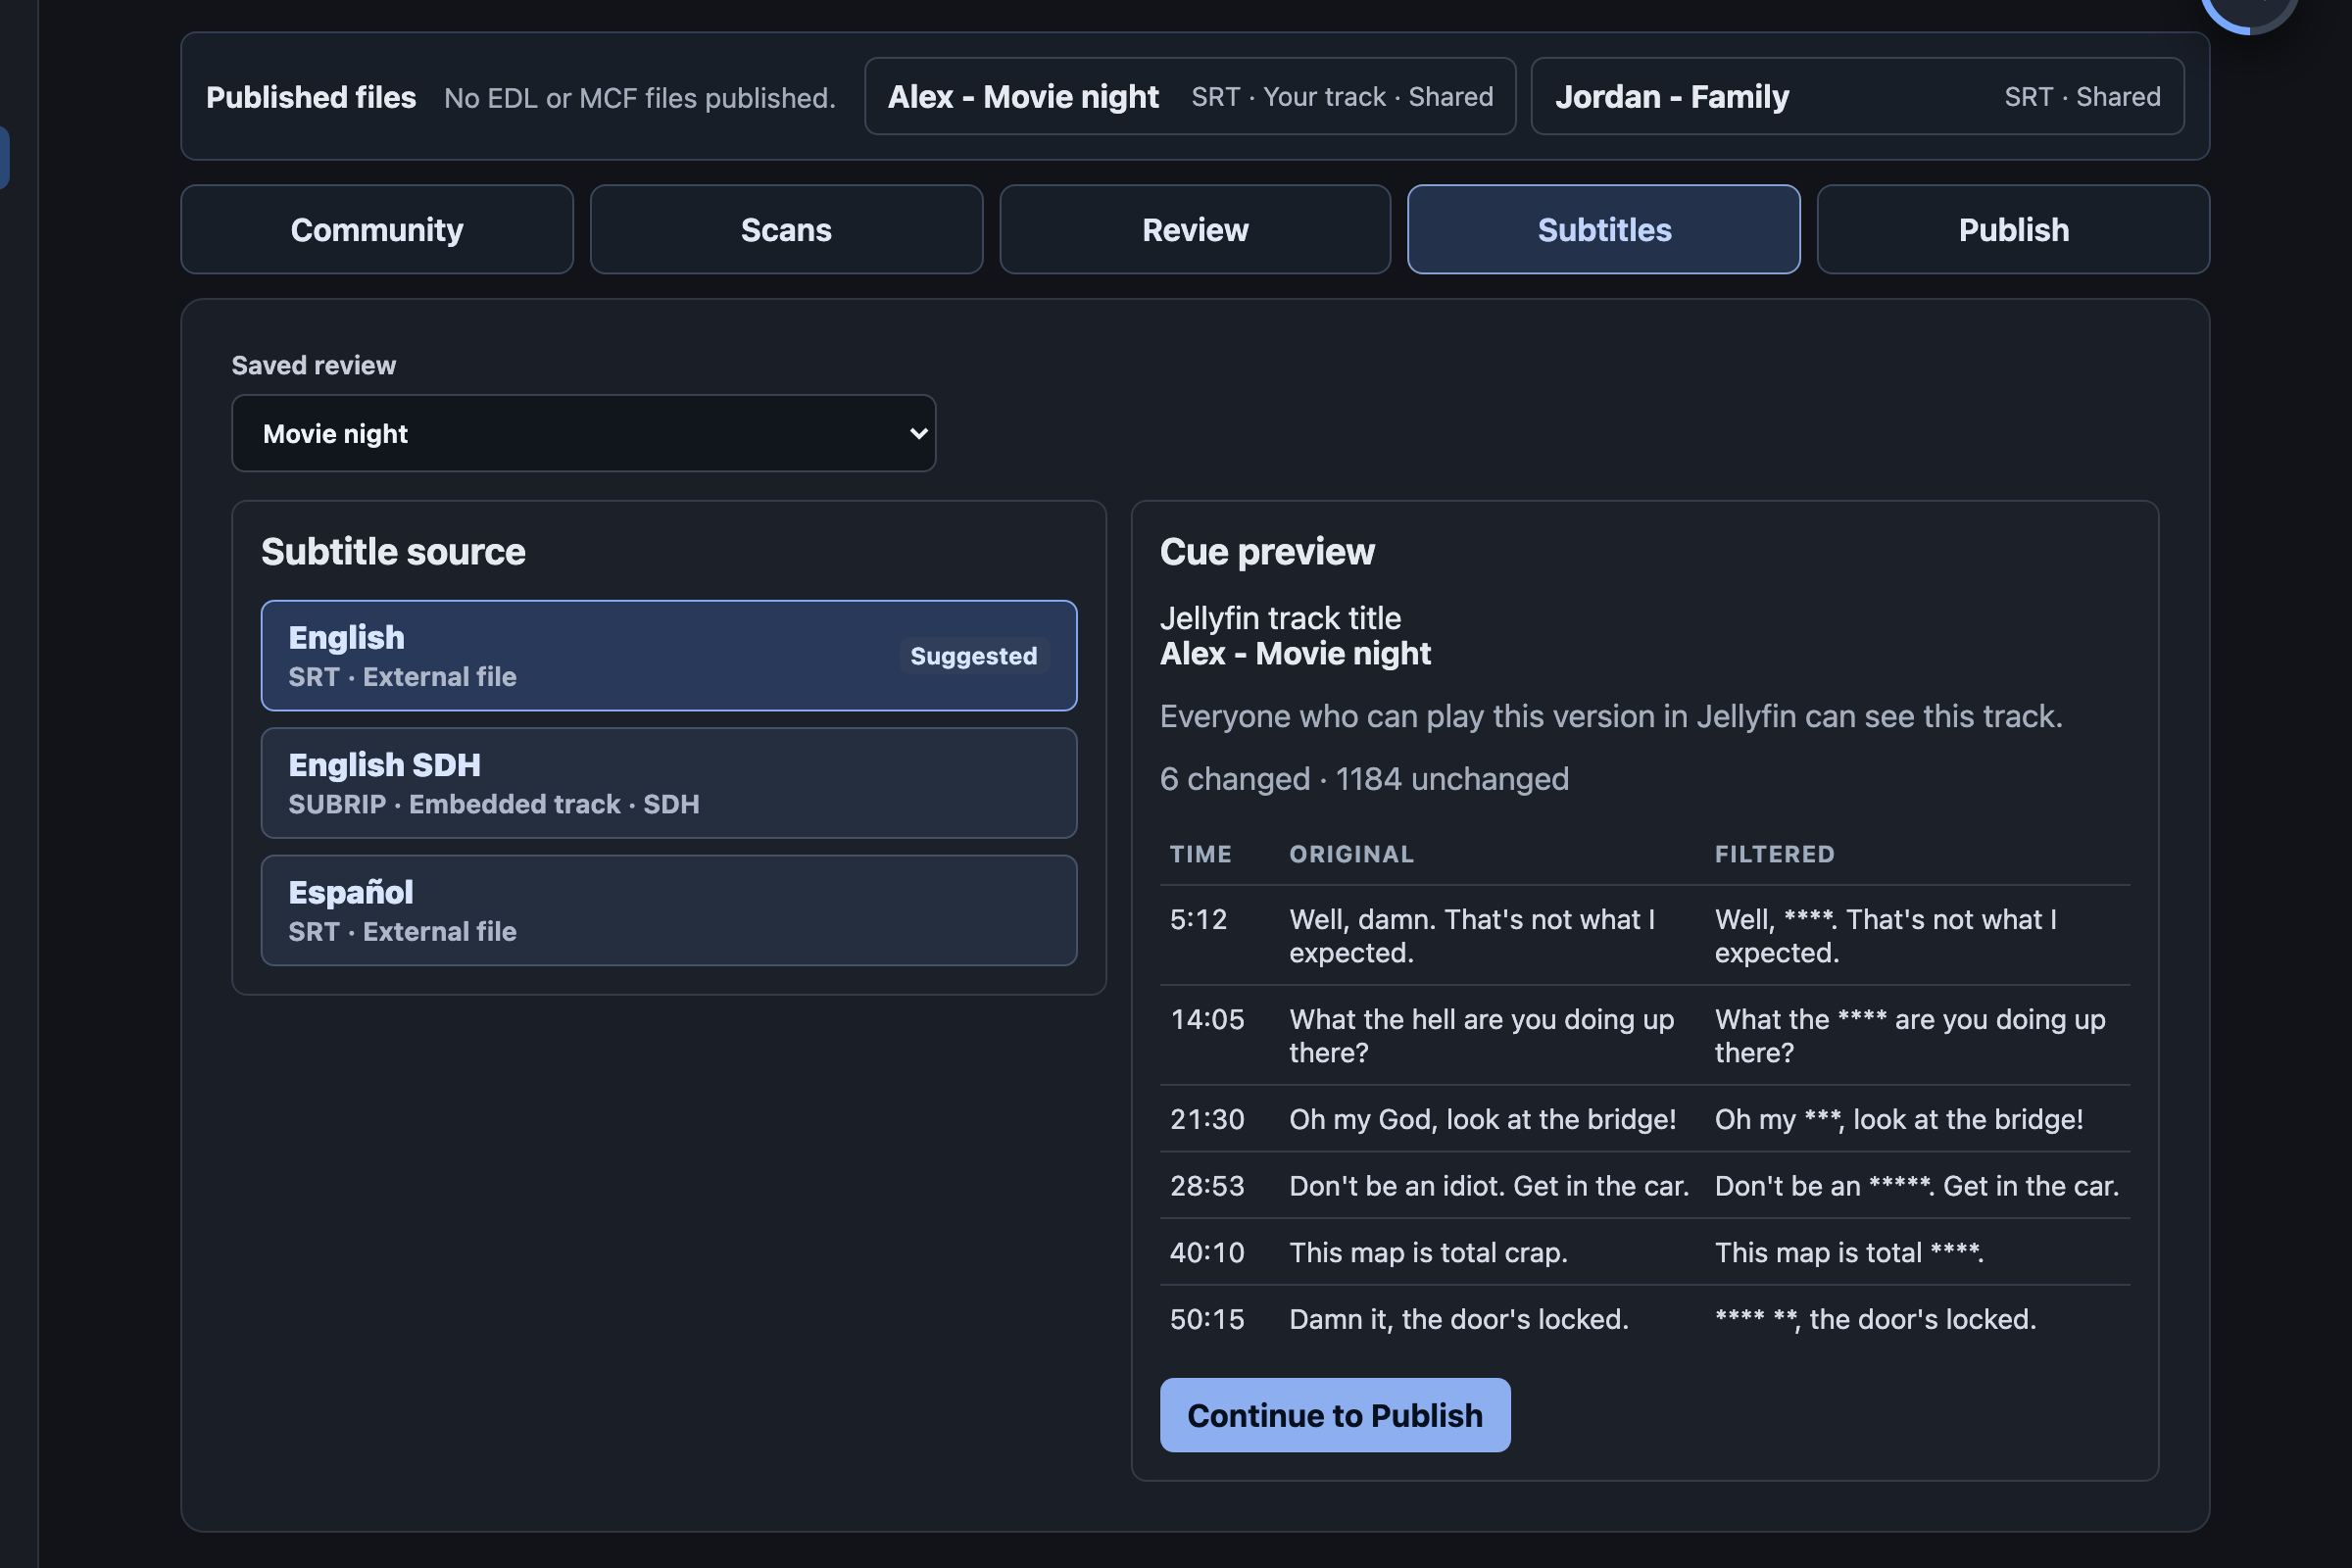 Published files No EDL or MCF files published. Alex - Movie night SRT · Your track · Shared Jordan - Family SRT · Shared
Community Scans Review Subtitles Publish
Saved review
Movie night
Subtitle source
English
SRT · External file
Suggested
English SDH
SUBRIP · Embedded track · SDH
Español
SRT · External file
Cue preview
Jellyfin track title
Alex - Movie night
Everyone who can play this version in Jellyfin can see this track.
6 changed · 1184 unchanged
TIME ORIGINAL FILTERED
5:12 Well, damn. That's not what I expected. Well, ****. That's not what I expected.
14:05 What the hell are you doing up there? What the **** are you doing up there?
21:30 Oh my God, look at the bridge! Oh my ***, look at the bridge!
28:53 Don't be an idiot. Get in the car. Don't be an *****. Get in the car.
40:10 This map is total crap. This map is total ****.
50:15 Damn it, the door's locked. **** **, the door's locked.
Continue to Publish